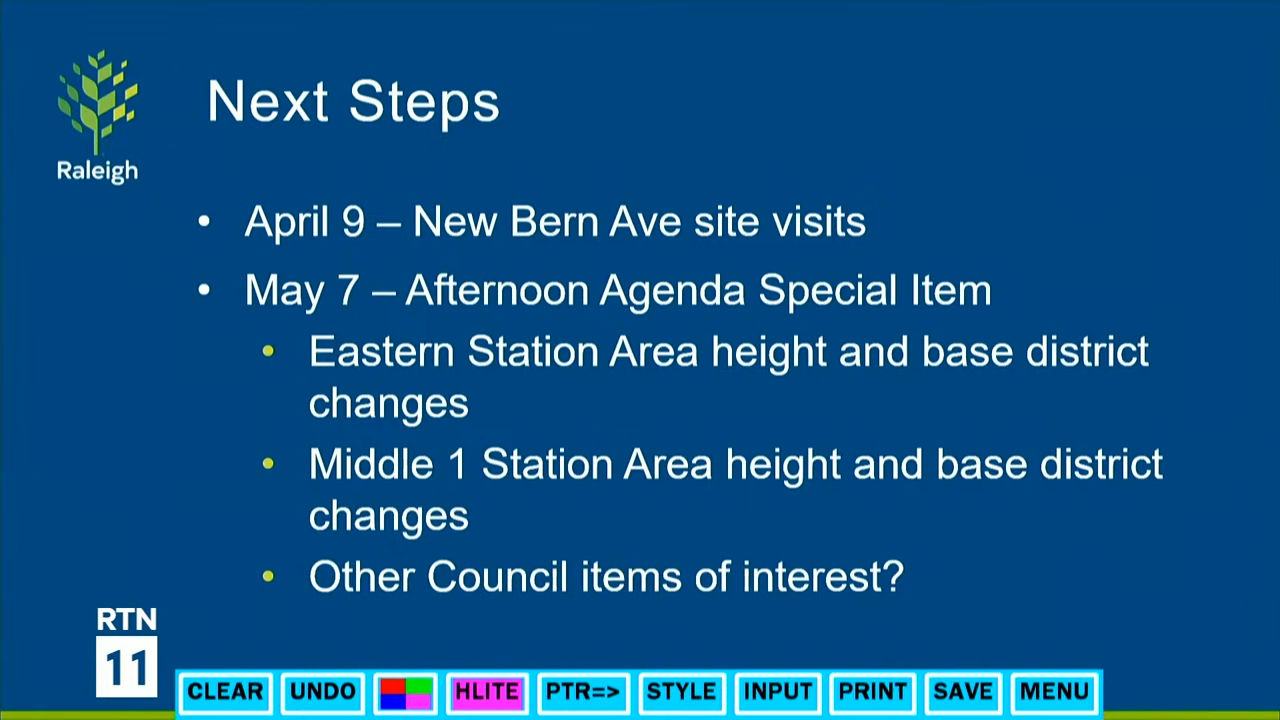 Raleigh
Next Steps
• April 9 – New Bern Ave site visits
• May 7 – Afternoon Agenda Special Item
• Eastern Station Area height and base district
changes
• Middle 1 Station Area height and base district
changes
• Other Council items of interest?
RTN
11
CLEAR UNDO HLITE PTR=> STYLE INPUT PRINT SAVE MENU